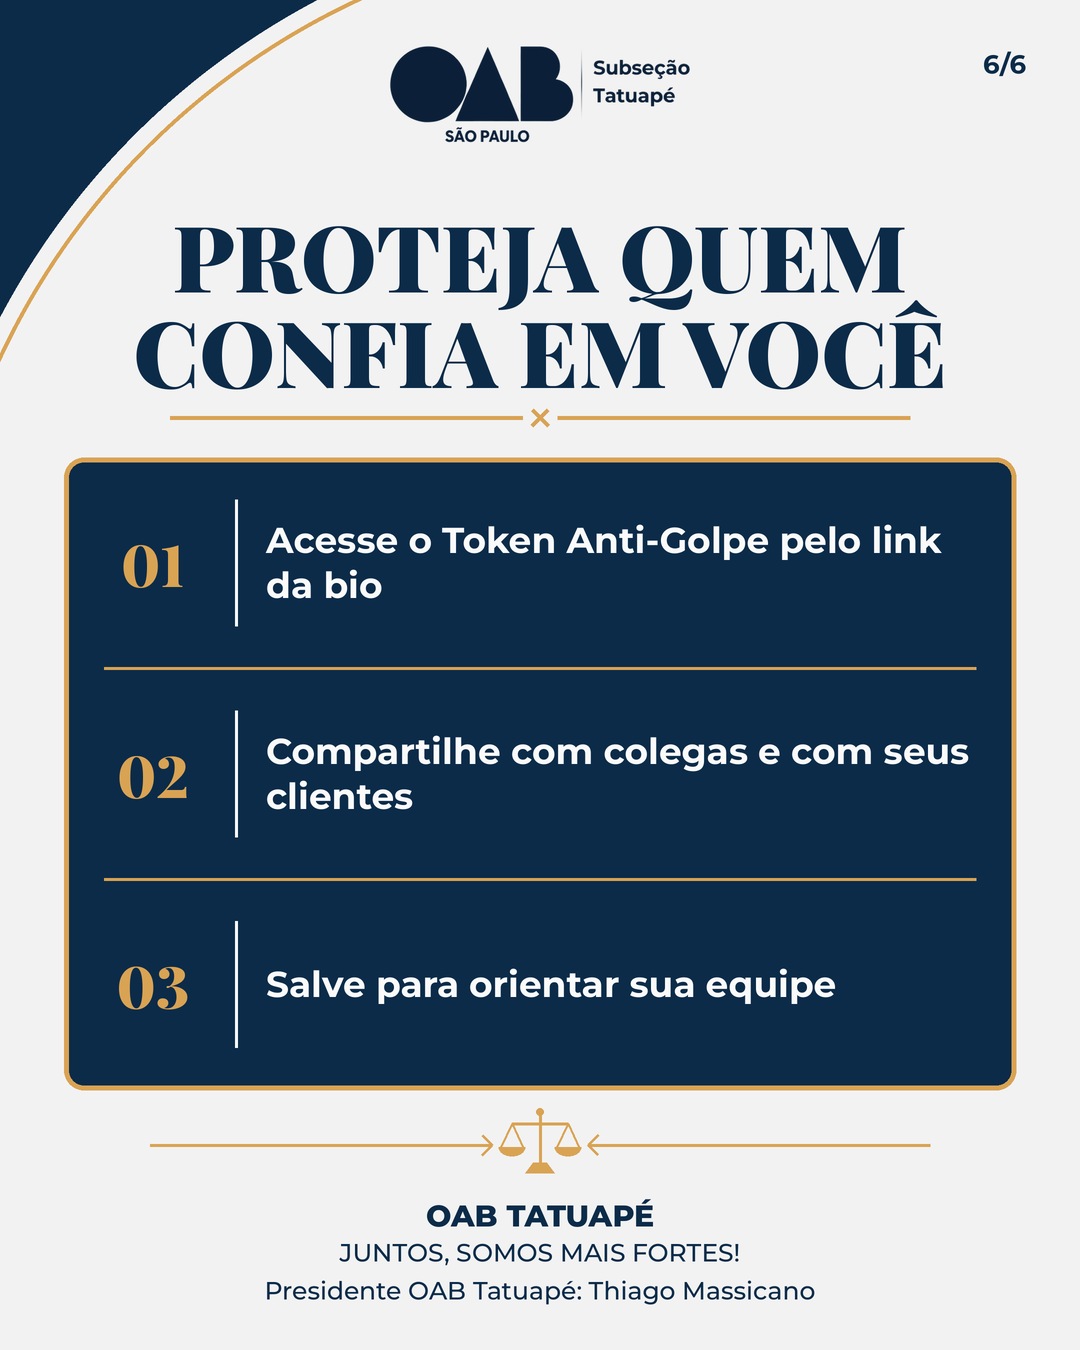 OAB
SÃO PAULO
Subseção
Tatuapé
6/6
PROTEJA QUEM
CONFIA EM VOCÊ
01
Acesse o Token Anti-Golpe pelo link
da bio
02
Compartilhe com colegas e com seus
clientes
03
Salve para orientar sua equipe
OAB TATUAPÉ
JUNTOS, SOMOS MAIS FORTES!
Presidente OAB Tatuapé: Thiago Massicano